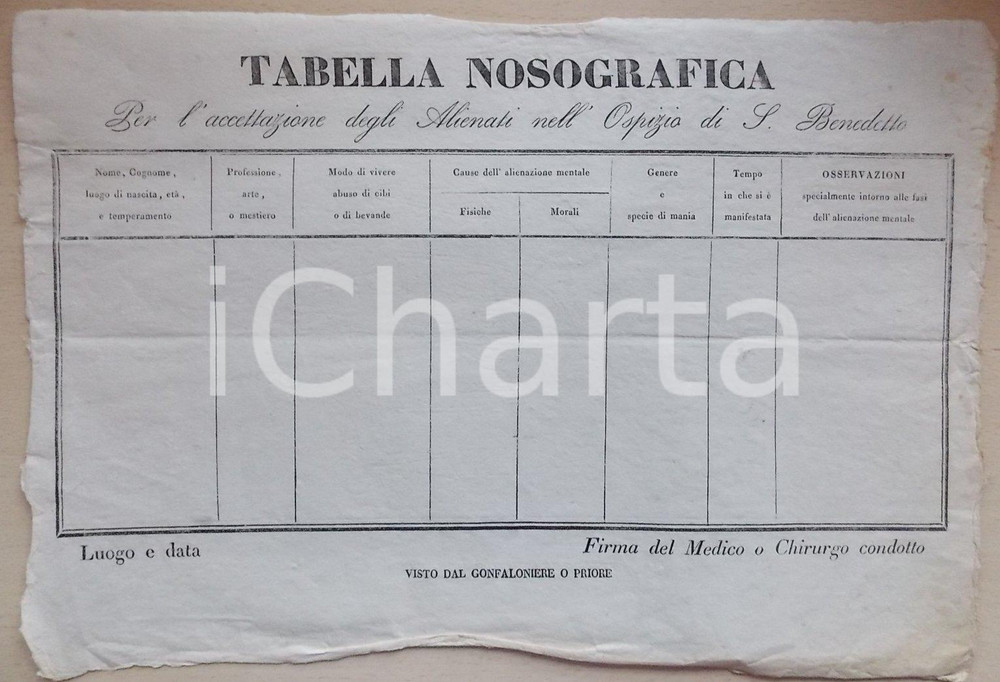 TABELLA NOSOGRAFICA
Per l'accettazione degli Alienati nell' Ospizio di S. Benedetto
Nome, Cognome,
luogo di nascita, età,
e temperamento
Professione,
arte,
o mestiero
Modo di vivere
abuso di cibi
o di bevande
Cause dell' alienazione mentale
Fisiche
Morali
Genere
e
specie di mania
Tempo
in che si è
manifestata
OSSERVAZIONI
specialmente intorno alle fasi
dell' alienazione mentale
iCharta
Luogo e data
Firma del Medico o Chirurgo condotto
VISTO DAL GONFALONIERE O PRIORE